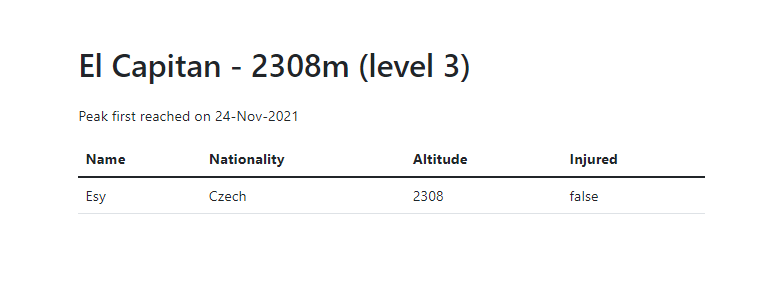 El Capitan - 2308m (level 3)
Peak first reached on 24-Nov-2021
Name Nationality Altitude Injured
Esy Czech 2308 false